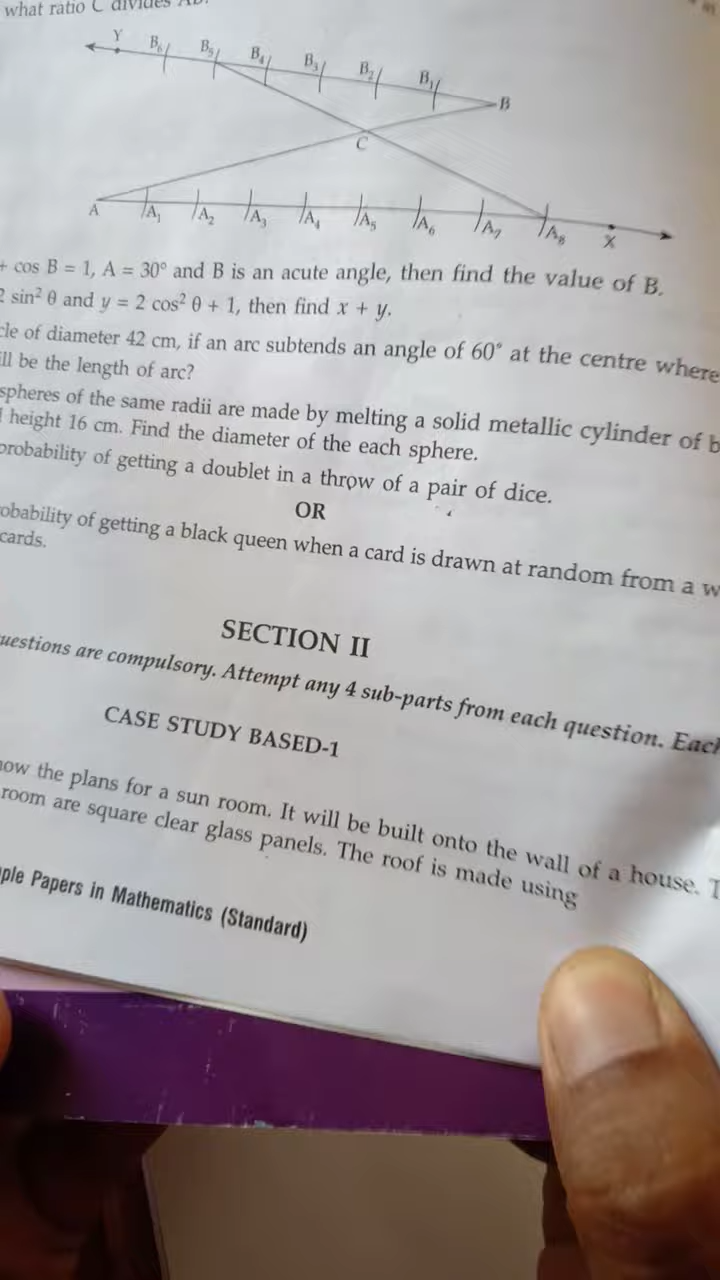 what ratio C divides AB.
Y B₆ B₅ B₄ B₃ B₂ B₁ B
C
A A₁ A₂ A₃ A₄ A₅ A₆ A₇ A₈ X
+ cos B = 1, A = 30° and B is an acute angle, then find the value of B.
2 sin² θ and y = 2 cos² θ + 1, then find x + y.
cle of diameter 42 cm, if an arc subtends an angle of 60° at the centre where
ill be the length of arc?
spheres of the same radii are made by melting a solid metallic cylinder of b
height 16 cm. Find the diameter of the each sphere.
probability of getting a doublet in a throw of a pair of dice.
OR
obability of getting a black queen when a card is drawn at random from a w
cards.
SECTION II
uestions are compulsory. Attempt any 4 sub-parts from each question. Each
CASE STUDY BASED-1
now the plans for a sun room. It will be built onto the wall of a house. T
room are square clear glass panels. The roof is made using
ple Papers in Mathematics (Standard)